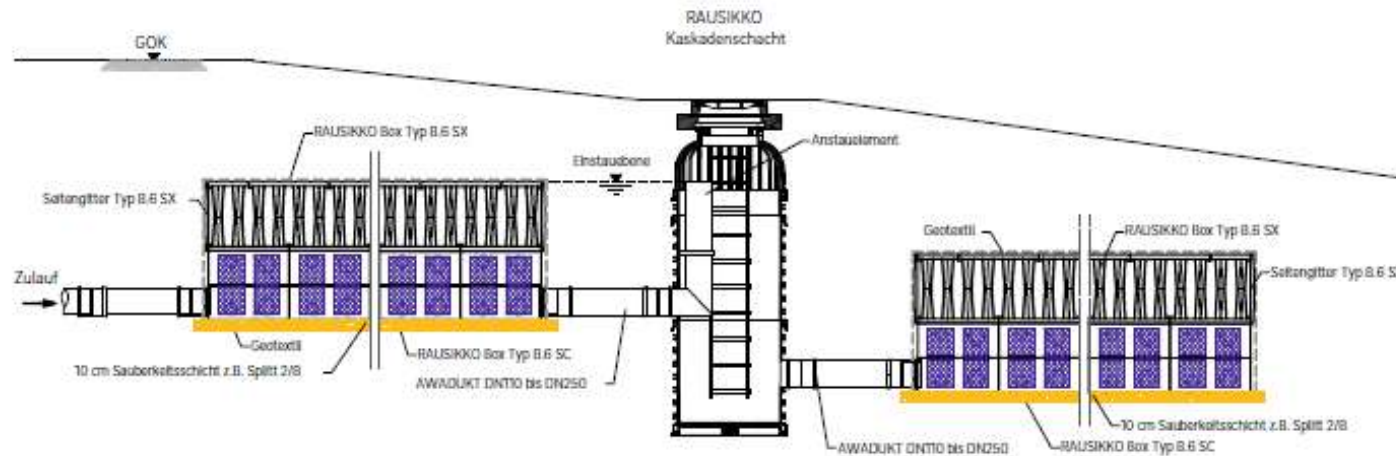 RAUSIKKO
Kaskadenschacht
GOK
RAUSIKKO Box Typ 8.6 SX
Einstauebene
Anstauelement
Seitengitter Typ 8.6 SX
Geotextil
RAUSIKKO Box Typ 8.6 SX
Zulauf
Seitengitter Typ 8.6 S
Geotextil
RAUSIKKO Box Typ 8.6 SC
10 cm Sauberkeitsschicht z.B. Splitt 2/8
AWADUKT DN110 bis DN250
10 cm Sauberkeitsschicht z.B. Splitt 2/8
AWADUKT DN110 bis DN250
RAUSIKKO Box Typ 8.6 SC